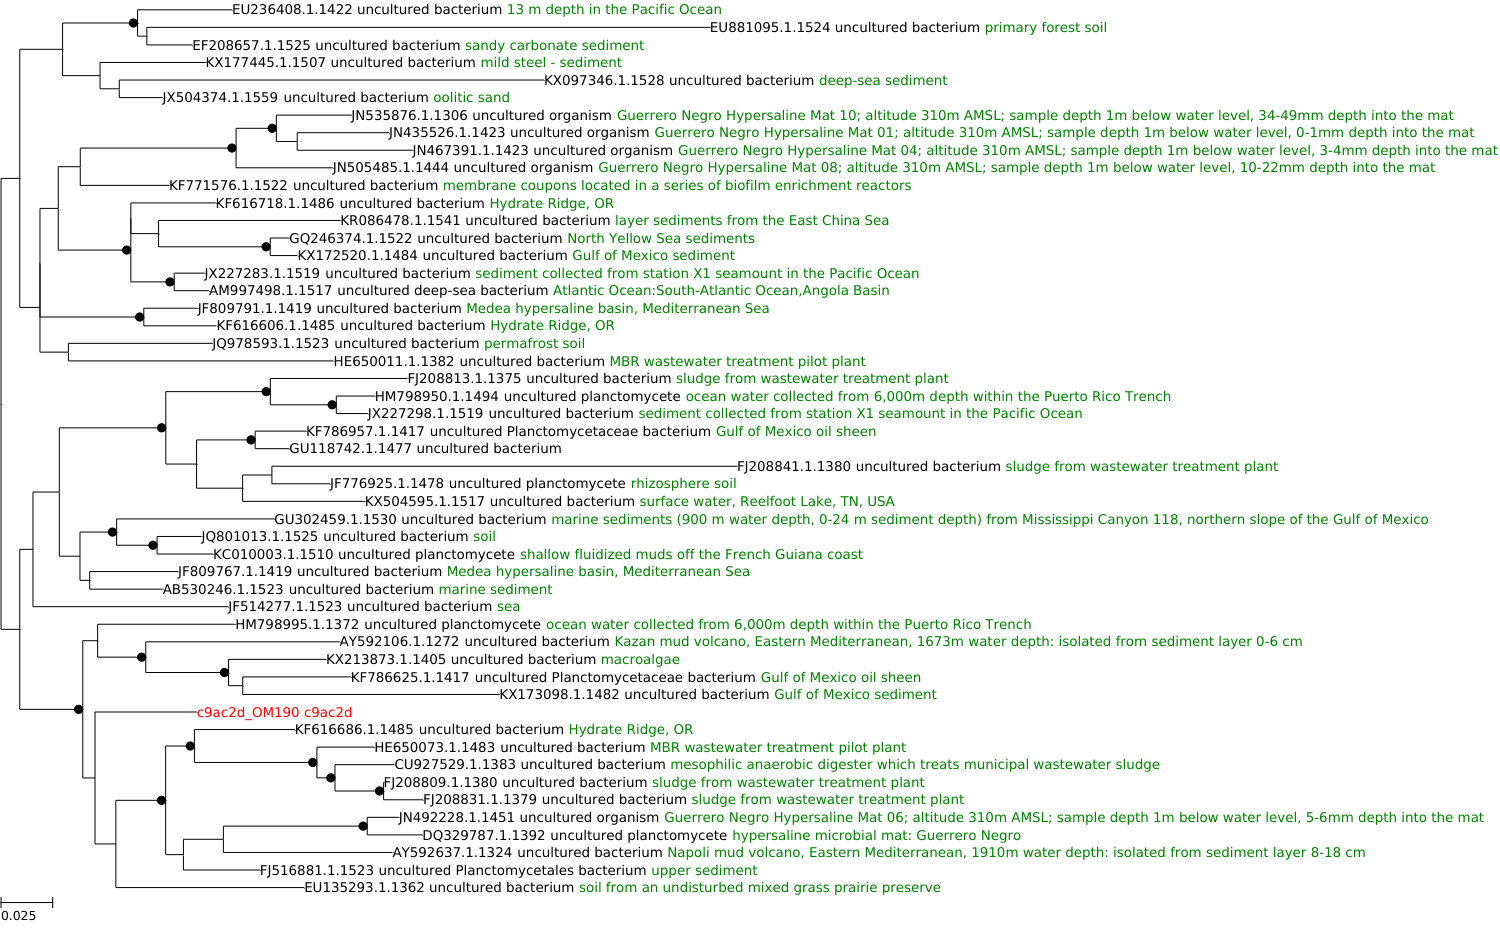 EU236408.1.1422 uncultured bacterium 13 m depth in the Pacific Ocean
EU881095.1.1524 uncultured bacterium primary forest soil
EF208657.1.1525 uncultured bacterium sandy carbonate sediment
KX177445.1.1507 uncultured bacterium mild steel - sediment
KX097346.1.1528 uncultured bacterium deep-sea sediment
JX504374.1.1559 uncultured bacterium oolitic sand
JN535876.1.1306 uncultured organism Guerrero Negro Hypersaline Mat 10; altitude 310m AMSL; sample depth 1m below water level, 34-49mm depth into the mat
JN435526.1.1423 uncultured organism Guerrero Negro Hypersaline Mat 01; altitude 310m AMSL; sample depth 1m below water level, 0-1mm depth into the mat
JN467391.1.1423 uncultured organism Guerrero Negro Hypersaline Mat 04; altitude 310m AMSL; sample depth 1m below water level, 3-4mm depth into the mat
JN505485.1.1444 uncultured organism Guerrero Negro Hypersaline Mat 08; altitude 310m AMSL; sample depth 1m below water level, 10-22mm depth into the mat
KF771576.1.1522 uncultured bacterium membrane coupons located in a series of biofilm enrichment reactors
KF616718.1.1486 uncultured bacterium Hydrate Ridge, OR
KR086478.1.1541 uncultured bacterium layer sediments from the East China Sea
GQ246374.1.1522 uncultured bacterium North Yellow Sea sediments
KX172520.1.1484 uncultured bacterium Gulf of Mexico sediment
JX227283.1.1519 uncultured bacterium sediment collected from station X1 seamount in the Pacific Ocean
AM997498.1.1517 uncultured deep-sea bacterium Atlantic Ocean:South-Atlantic Ocean,Angola Basin
JF809791.1.1419 uncultured bacterium Medea hypersaline basin, Mediterranean Sea
KF616606.1.1485 uncultured bacterium Hydrate Ridge, OR
JQ978593.1.1523 uncultured bacterium permafrost soil
HE650011.1.1382 uncultured bacterium MBR wastewater treatment pilot plant
FJ208813.1.1375 uncultured bacterium sludge from wastewater treatment plant
HM798950.1.1494 uncultured planctomycete ocean water collected from 6,000m depth within the Puerto Rico Trench
JX227298.1.1519 uncultured bacterium sediment collected from station X1 seamount in the Pacific Ocean
KF786957.1.1417 uncultured Planctomycetaceae bacterium Gulf of Mexico oil sheen
GU118742.1.1477 uncultured bacterium
FJ208841.1.1380 uncultured bacterium sludge from wastewater treatment plant
JF776925.1.1478 uncultured planctomycete rhizosphere soil
KX504595.1.1517 uncultured bacterium surface water, Reelfoot Lake, TN, USA
GU302459.1.1530 uncultured bacterium marine sediments (900 m water depth, 0-24 m sediment depth) from Mississippi Canyon 118, northern slope of the Gulf of Mexico
JQ801013.1.1525 uncultured bacterium soil
KC010003.1.1510 uncultured planctomycete shallow fluidized muds off the French Guiana coast
JF809767.1.1419 uncultured bacterium Medea hypersaline basin, Mediterranean Sea
AB530246.1.1523 uncultured bacterium marine sediment
JF514277.1.1523 uncultured bacterium sea
HM798995.1.1372 uncultured planctomycete ocean water collected from 6,000m depth within the Puerto Rico Trench
AY592106.1.1272 uncultured bacterium Kazan mud volcano, Eastern Mediterranean, 1673m water depth: isolated from sediment layer 0-6 cm
KX213873.1.1405 uncultured bacterium macroalgae
KF786625.1.1417 uncultured Planctomycetaceae bacterium Gulf of Mexico oil sheen
KX173098.1.1482 uncultured bacterium Gulf of Mexico sediment
c9ac2d_OM190 c9ac2d
KF616686.1.1485 uncultured bacterium Hydrate Ridge, OR
HE650073.1.1483 uncultured bacterium MBR wastewater treatment pilot plant
CU927529.1.1383 uncultured bacterium mesophilic anaerobic digester which treats municipal wastewater sludge
FJ208809.1.1380 uncultured bacterium sludge from wastewater treatment plant
FJ208831.1.1379 uncultured bacterium sludge from wastewater treatment plant
JN492228.1.1451 uncultured organism Guerrero Negro Hypersaline Mat 06; altitude 310m AMSL; sample depth 1m below water level, 5-6mm depth into the mat
DQ329787.1.1392 uncultured planctomycete hypersaline microbial mat: Guerrero Negro
AY592637.1.1324 uncultured bacterium Napoli mud volcano, Eastern Mediterranean, 1910m water depth: isolated from sediment layer 8-18 cm
FJ516881.1.1523 uncultured Planctomycetales bacterium upper sediment
EU135293.1.1362 uncultured bacterium soil from an undisturbed mixed grass prairie preserve
0.025